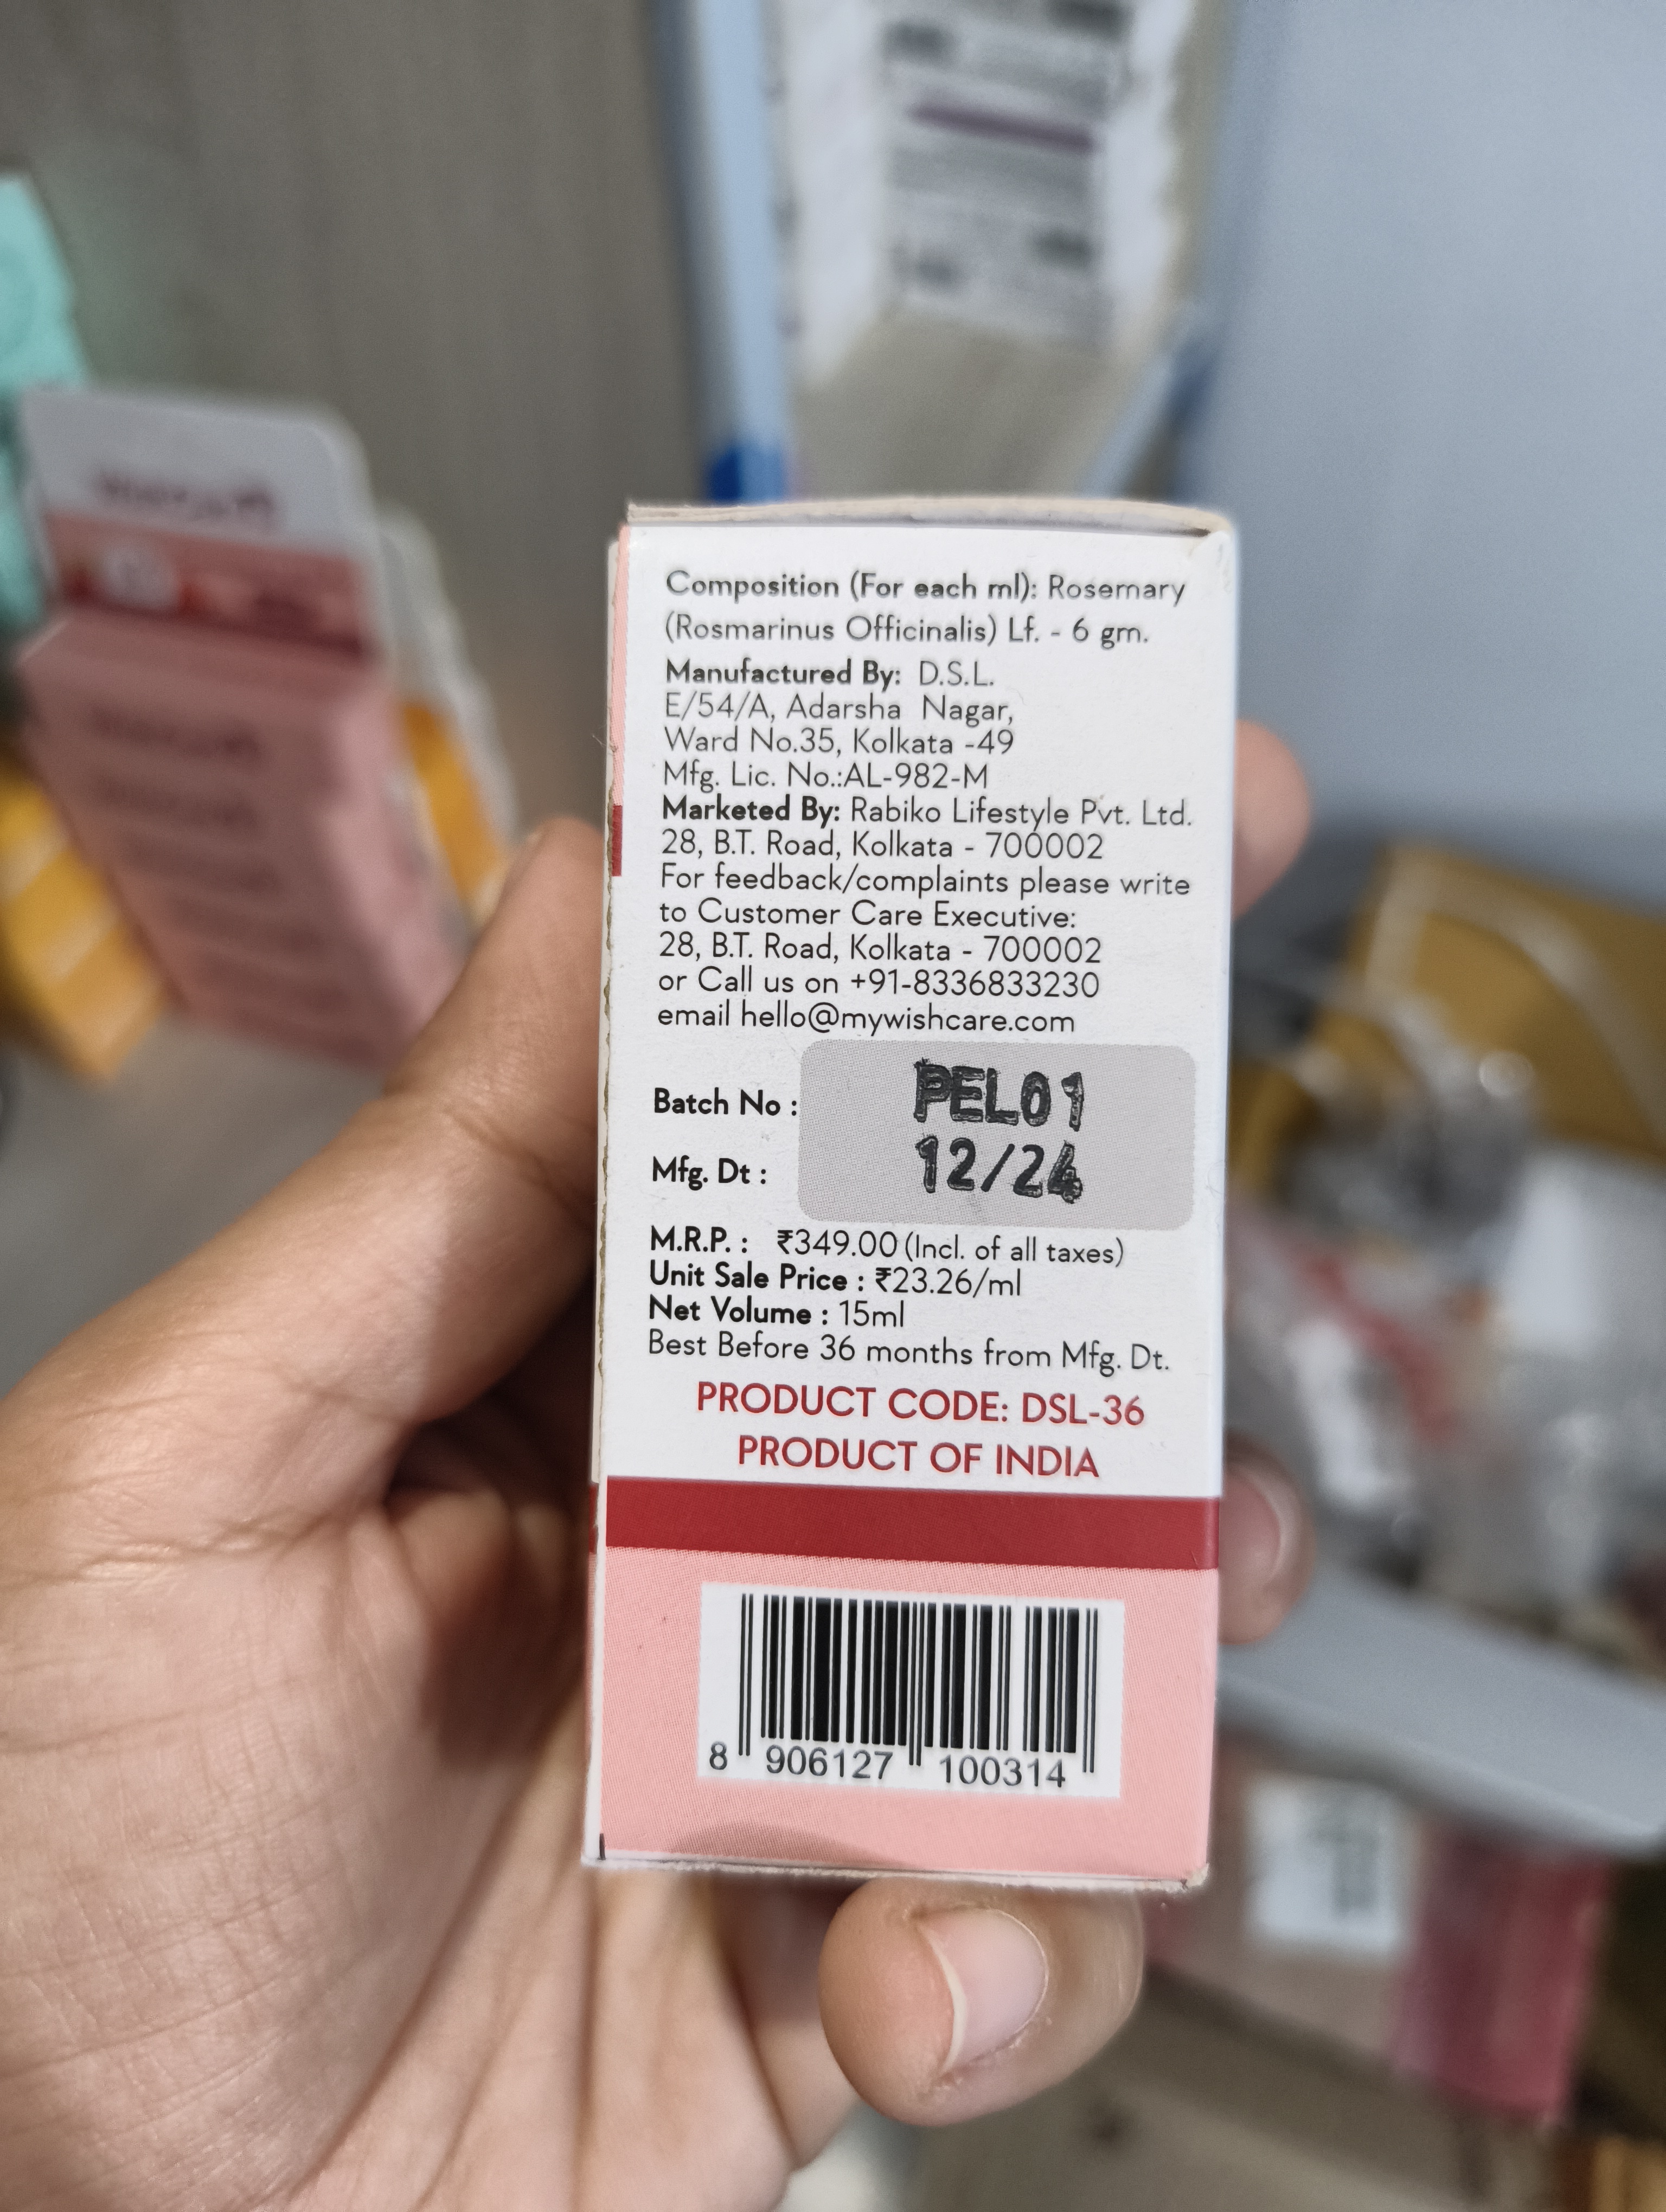 Composition (For each ml): Rosemary
(Rosmarinus Officinalis) Lf. - 6 gm.
Manufactured By: D.S.L.
E/54/A, Adarsha Nagar,
Ward No.35, Kolkata -49
Mfg. Lic. No.:AL-982-M
Marketed By: Rabiko Lifestyle Pvt. Ltd.
28, B.T. Road, Kolkata - 700002
For feedback/complaints please write
to Customer Care Executive:
28, B.T. Road, Kolkata - 700002
or Call us on +91-8336833230
email hello@mywishcare.com
Batch No : PEL01
Mfg. Dt : 12/24
M.R.P. : ₹349.00 (Incl. of all taxes)
Unit Sale Price : ₹23.26/ml
Net Volume : 15ml
Best Before 36 months from Mfg. Dt.
PRODUCT CODE: DSL-36
PRODUCT OF INDIA
8 906127 100314